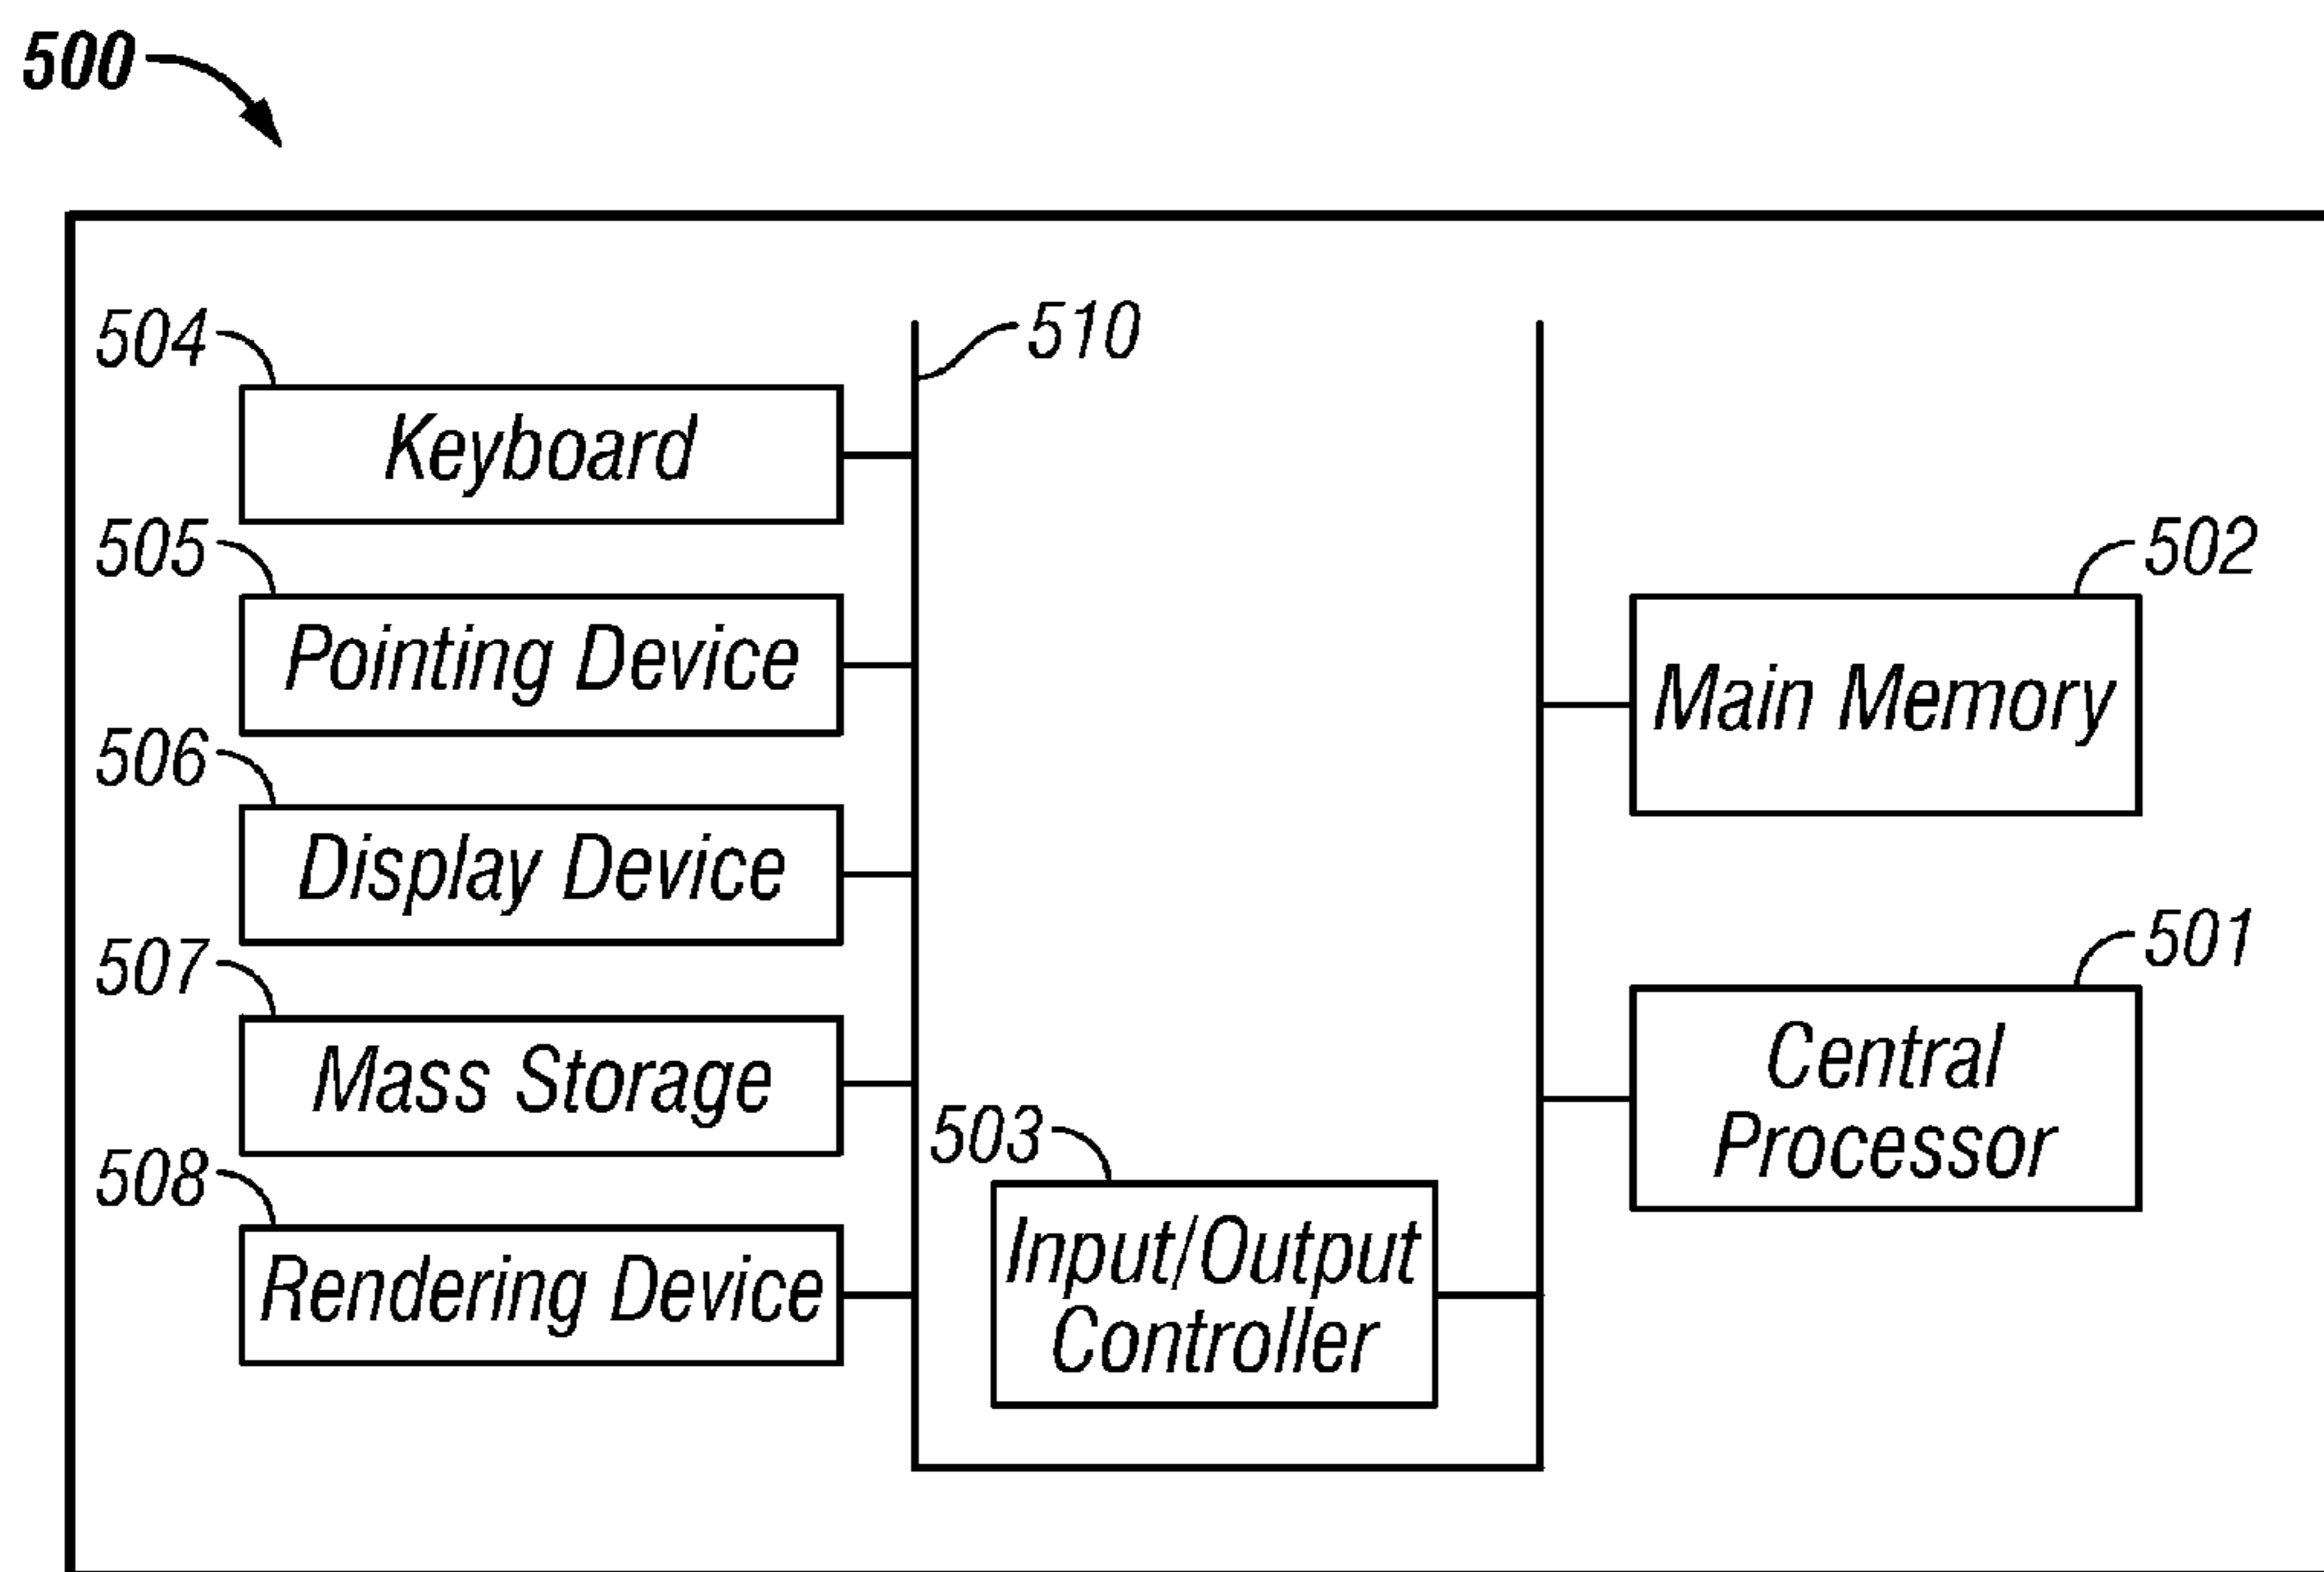 500
504
510
Keyboard
505
502
Pointing Device
Main Memory
506
Display Device
507
501
Mass Storage
Central
Processor
508
503
Rendering Device
Input/Output
Controller